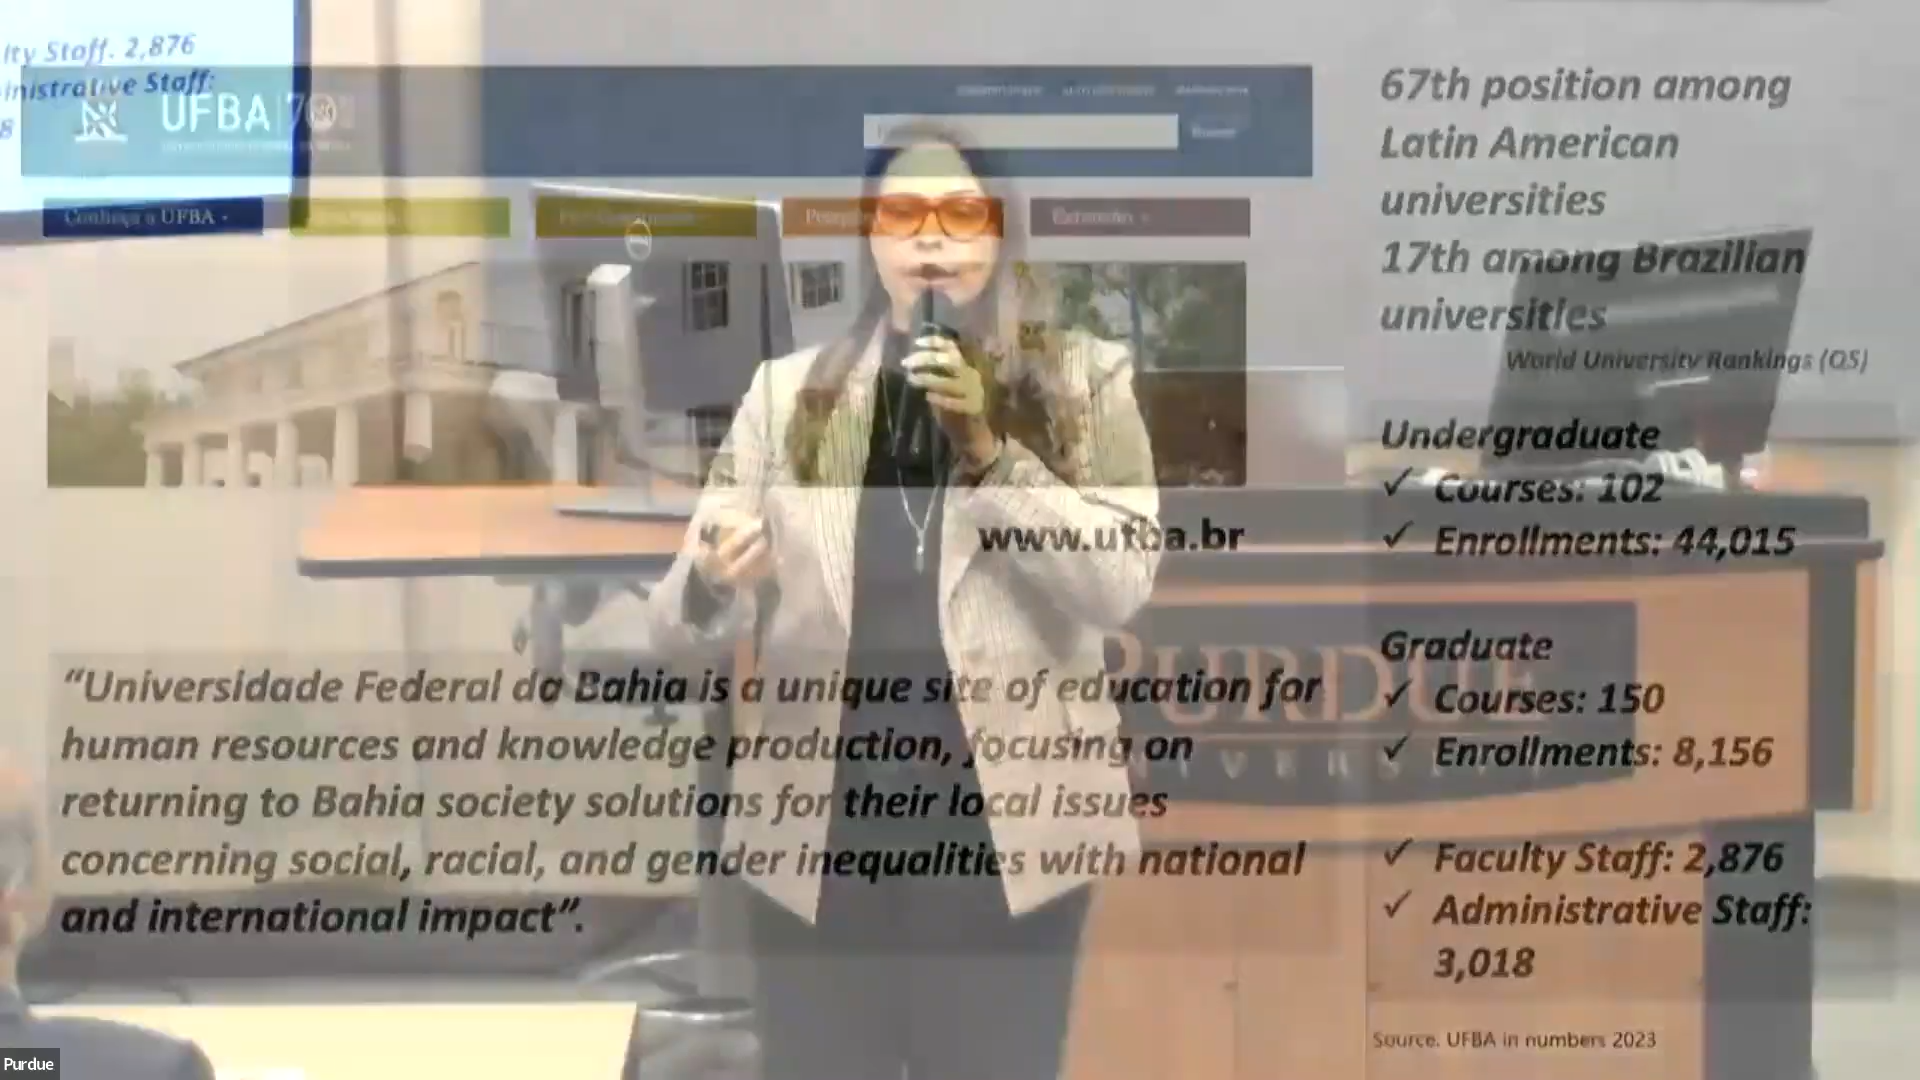 lty Staff. 2,876
inistrative Staff:
8
UFBA
Conheça a UFBA
Extensão
www.ufba.br
67th position among
Latin American
universities
17th among Brazilian
universities
World University Rankings (QS)
Undergraduate
✓ Courses: 102
✓ Enrollments: 44,015
Graduate
✓ Courses: 150
✓ Enrollments: 8,156
✓ Faculty Staff: 2,876
✓ Administrative Staff:
3,018
Source. UFBA in numbers 2023
“Universidade Federal da Bahia is a unique site of education for
human resources and knowledge production, focusing on
returning to Bahia society solutions for their local issues
concerning social, racial, and gender inequalities with national
and international impact”.
PURDUE
UNIVERSITY
Purdue